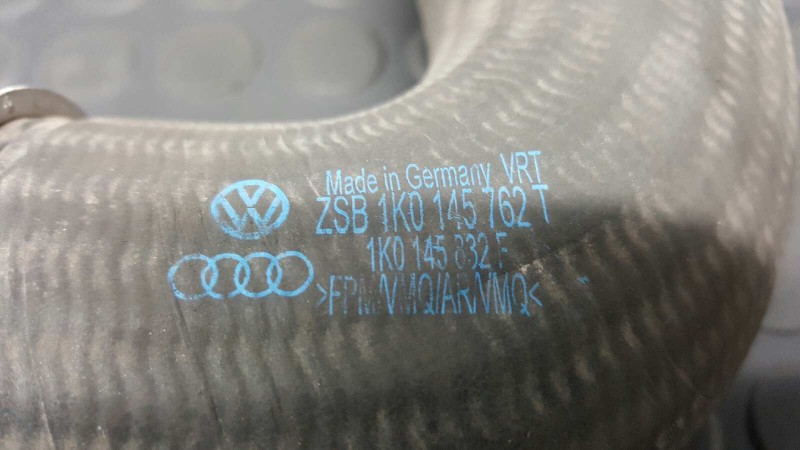 Made in Germany VRT
ZSB 1K0 145 762 T
1K0 145 832 F
>FPM/VMQ/AR/VMQ<